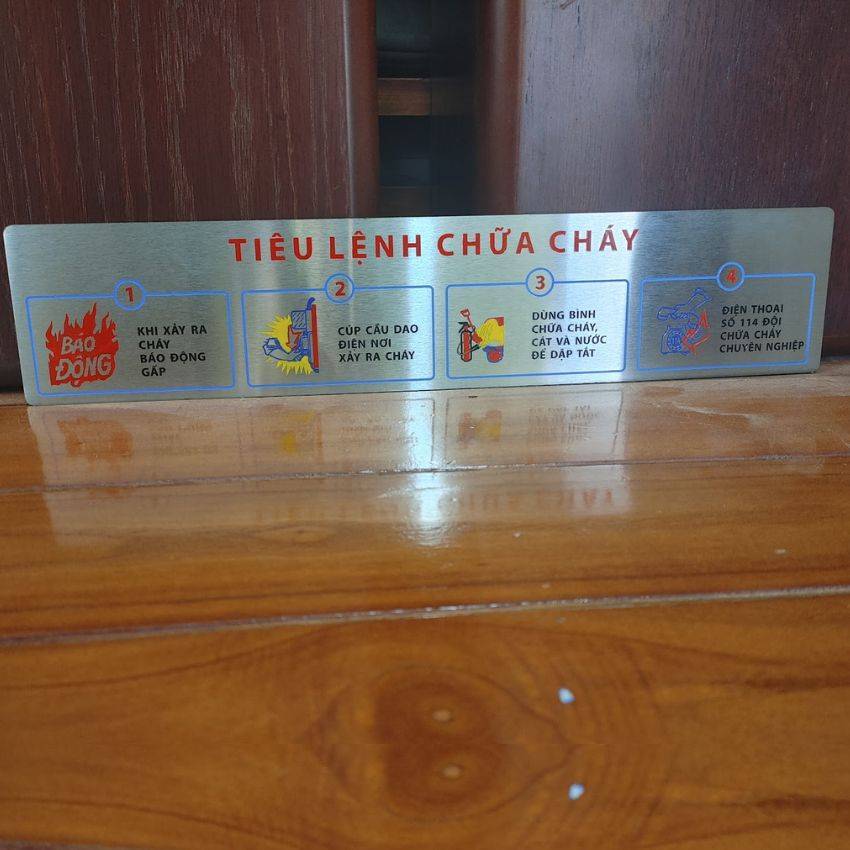 TIÊU LỆNH CHỮA CHÁY
1
BÁO
ĐỘNG
KHI XẢY RA
CHÁY
BÁO ĐỘNG
GẤP
2
CÚP CẦU DAO
ĐIỆN NƠI
XẢY RA CHÁY
3
DÙNG BÌNH
CHỮA CHÁY,
CÁT VÀ NƯỚC
ĐỂ DẬP TẮT
4
ĐIỆN THOẠI
SỐ 114 ĐỘI
CHỮA CHÁY
CHUYÊN NGHIỆP